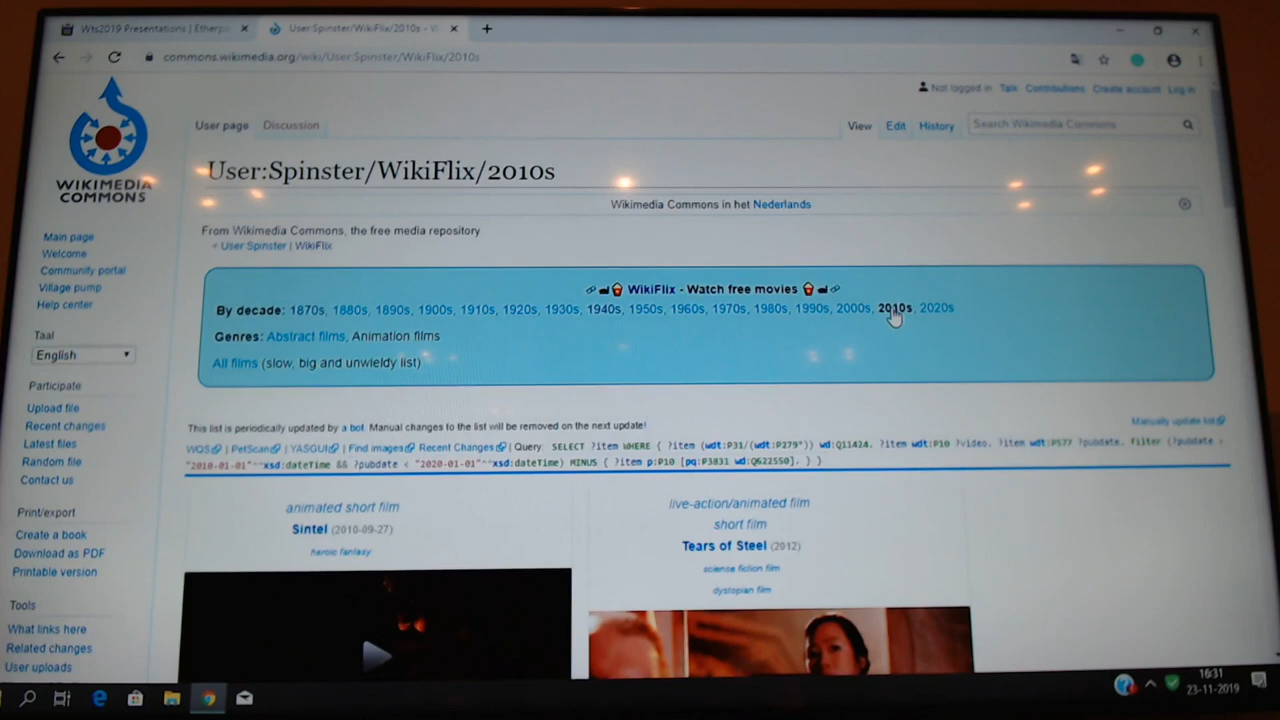 Wts2019 Presentations | Etherp
User:Spinster/WikiFlix/2010s - W
commons.wikimedia.org/wiki/User:Spinster/WikiFlix/2010s
Not logged in Talk Contributions Create account Log in
User page Discussion View Edit History Search Wikimedia Commons
WIKIMEDIA
COMMONS
User:Spinster/WikiFlix/2010s
Wikimedia Commons in het Nederlands
From Wikimedia Commons, the free media repository
< User:Spinster | WikiFlix
WikiFlix - Watch free movies
By decade: 1870s, 1880s, 1890s, 1900s, 1910s, 1920s, 1930s, 1940s, 1950s, 1960s, 1970s, 1980s, 1990s, 2000s, 2010s, 2020s
Genres: Abstract films, Animation films
All films (slow, big and unwieldy list)
Main page
Welcome
Community portal
Village pump
Help center
Taal
English
Participate
Upload file
Recent changes
Latest files
Random file
Contact us
Print/export
Create a book
Download as PDF
Printable version
Tools
What links here
Related changes
User uploads
This list is periodically updated by a bot. Manual changes to the list will be removed on the next update!
Manually update list
WQS | PetScan | YASGUI | Find images Recent Changes | Query: SELECT ?item WHERE { ?item (wdt:P31/(wdt:P279*)) wd:Q11424. ?item wdt:P10 ?video. ?item wdt:P577 ?pubdate. filter (?pubdate >
"2010-01-01"^^xsd:dateTime && ?pubdate < "2020-01-01"^^xsd:dateTime) MINUS { ?item p:P10 [pq:P3831 wd:Q622550]. } }
animated short film
Sintel (2010-09-27)
heroic fantasy
live-action/animated film
short film
Tears of Steel (2012)
science fiction film
dystopian film
16:31
23-11-2019